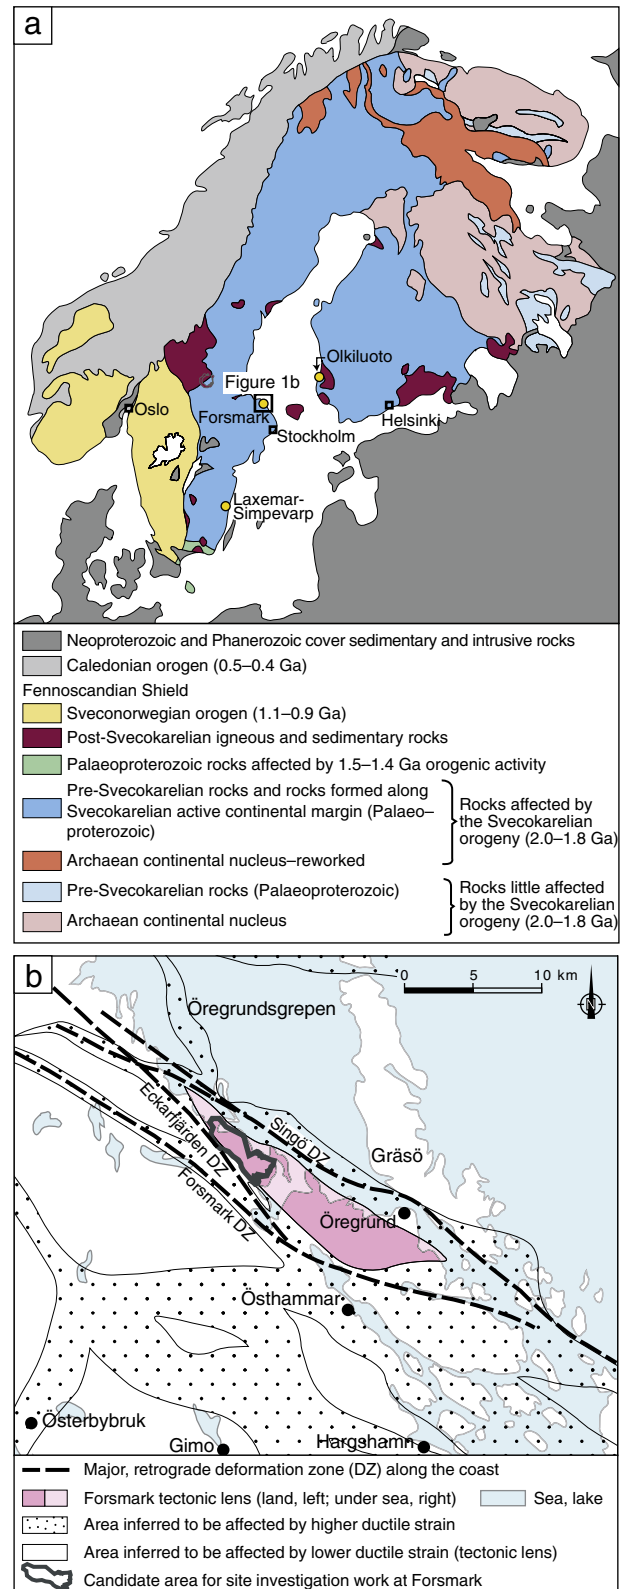 a
Olkiluoto
Figure 1b
Oslo
Forsmark
Helsinki
Stockholm
Laxemar-
Simpevarp
Neoproterozoic and Phanerozoic cover sedimentary and intrusive rocks
Caledonian orogen (0.5–0.4 Ga)
Fennoscandian Shield
Sveconorwegian orogen (1.1–0.9 Ga)
Post-Svecokarelian igneous and sedimentary rocks
Palaeoproterozoic rocks affected by 1.5–1.4 Ga orogenic activity
Pre-Svecokarelian rocks and rocks formed along
Svecokarelian active continental margin (Palaeo–
proterozoic)
Rocks affected by
the Svecokarelian
orogeny (2.0–1.8 Ga)
Archaean continental nucleus–reworked
Pre-Svecokarelian rocks (Palaeoproterozoic)
Archaean continental nucleus
Rocks little affected
by the Svecokarelian
orogeny (2.0–1.8 Ga)
b
0 5 10 km
N
Öregrundsgrepen
Eckarfjärden DZ
Singö DZ
Gräsö
Forsmark DZ
Öregrund
Östhammar
Österbybruk
Gimo
Hargshamn
Major, retrograde deformation zone (DZ) along the coast
Forsmark tectonic lens (land, left; under sea, right)
Sea, lake
Area inferred to be affected by higher ductile strain
Area inferred to be affected by lower ductile strain (tectonic lens)
Candidate area for site investigation work at Forsmark